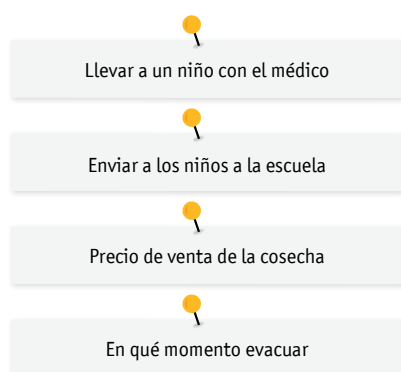 Llevar a un niño con el médico
Enviar a los niños a la escuela
Precio de venta de la cosecha
En qué momento evacuar